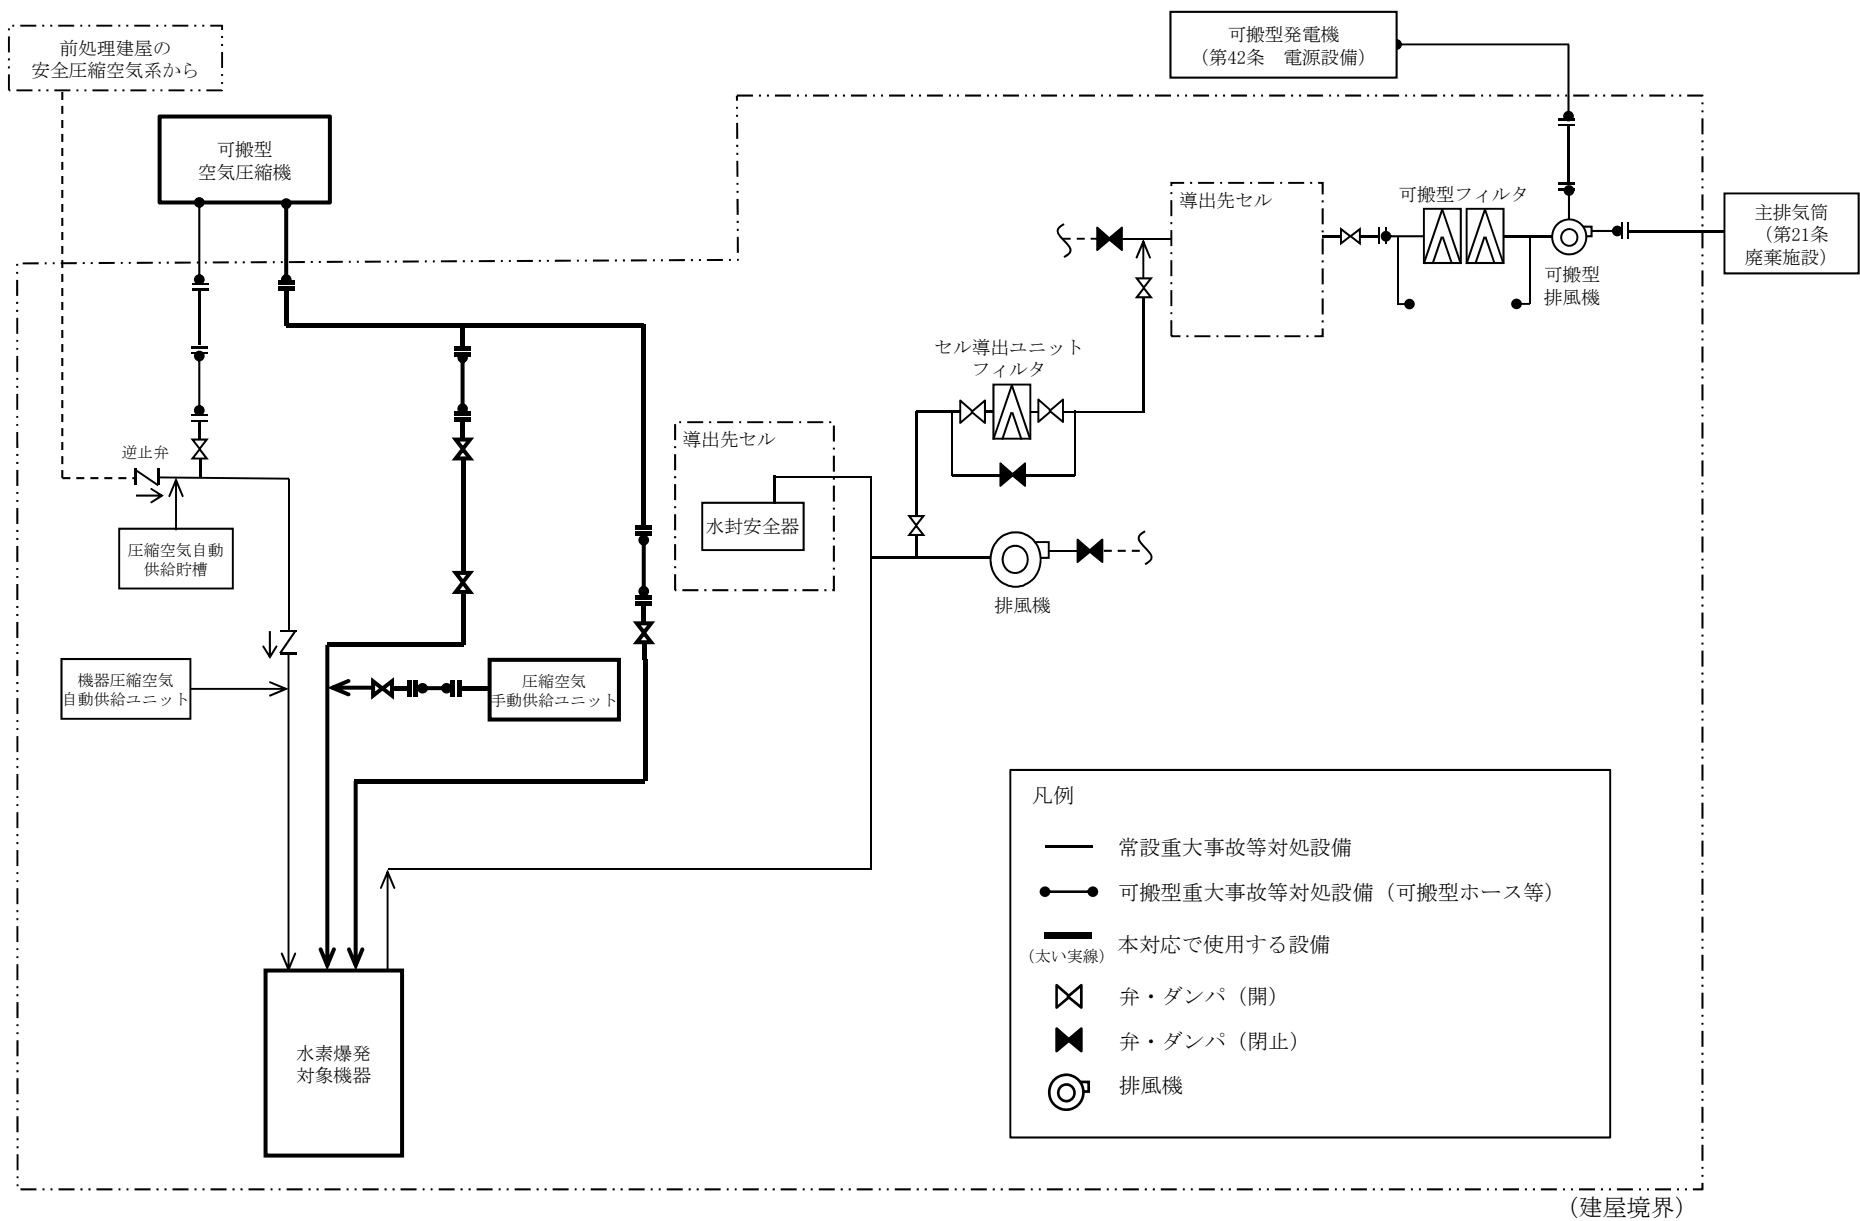 前処理建屋の
安全圧縮空気系から
可搬型
空気圧縮機
可搬型発電機
（第42条　電源設備）
導出先セル
可搬型フィルタ
主排気筒
（第21条
廃棄施設）
可搬型
排風機
セル導出ユニット
フィルタ
導出先セル
水封安全器
逆止弁
圧縮空気自動
供給貯槽
排風機
機器圧縮空気
自動供給ユニット
圧縮空気
手動供給ユニット
水素爆発
対象機器
凡例
常設重大事故等対処設備
可搬型重大事故等対処設備（可搬型ホース等）
本対応で使用する設備
（太い実線）
弁・ダンパ（開）
弁・ダンパ（閉止）
排風機
（建屋境界）